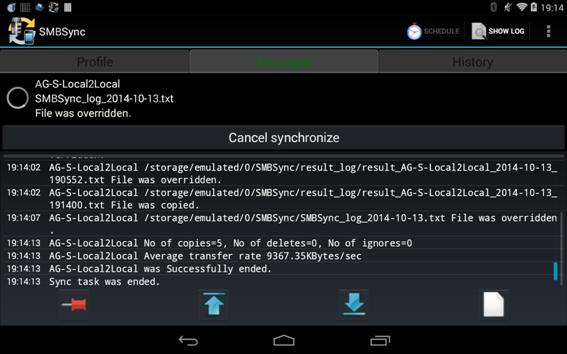 19:14
SMBSync
SCHEDULE
SHOW LOG
Profile
Messages
History
AG-S-Local2Local
SMBSync_log_2014-10-13.txt
File was overridden.
Cancel synchronize
19:14:02 AG-S-Local2Local /storage/emulated/0/SMBSync/result_log/result_AG-S-Local2Local_2014-10-13_
190552.txt File was overridden.
19:14:02 AG-S-Local2Local /storage/emulated/0/SMBSync/result_log/result_AG-S-Local2Local_2014-10-13_
191400.txt File was copied.
19:14:07 AG-S-Local2Local /storage/emulated/0/SMBSync/SMBSync_log_2014-10-13.txt File was overridden
.
19:14:13 AG-S-Local2Local No of copies=5, No of deletes=0, No of ignores=0
19:14:13 AG-S-Local2Local Average transfer rate 9367.35KBytes/sec
19:14:13 AG-S-Local2Local was Successfully ended.
19:14:13 Sync task was ended.